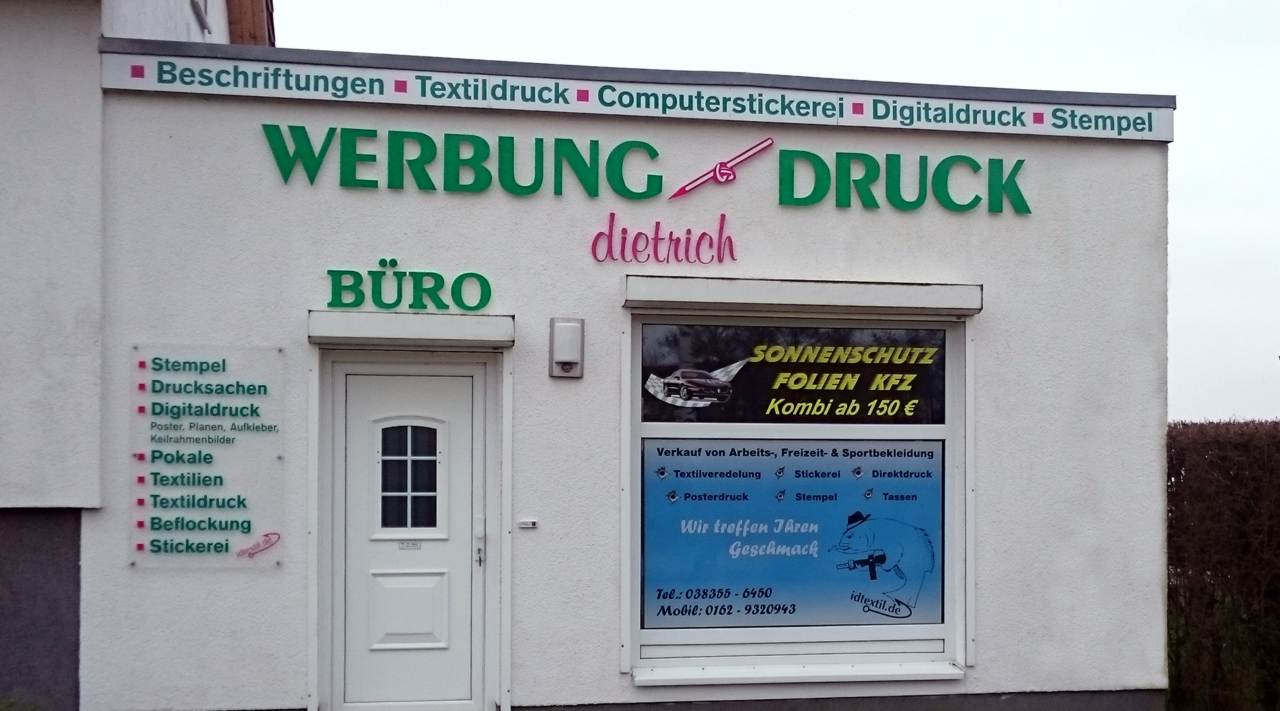 ▪ Beschriftungen ▪ Textildruck ▪ Computerstickerei ▪ Digitaldruck ▪ Stempel
WERBUNG DRUCK
dietrich
BÜRO
▪ Stempel
▪ Drucksachen
▪ Digitaldruck
Poster, Planen, Aufkleber,
Keilrahmenbilder
▪ Pokale
▪ Textilien
▪ Textildruck
▪ Beflockung
▪ Stickerei
idtextil.de
SONNENSCHUTZ
FOLIEN KFZ
Kombi ab 150 €
Verkauf von Arbeits-, Freizeit- & Sportbekleidung
Textilveredelung Stickerei Direktdruck
Posterdruck Stempel Tassen
Wir treffen Ihren
Geschmack
Tel.: 038355 - 6450
Mobil: 0162 - 9320943
idtextil.de